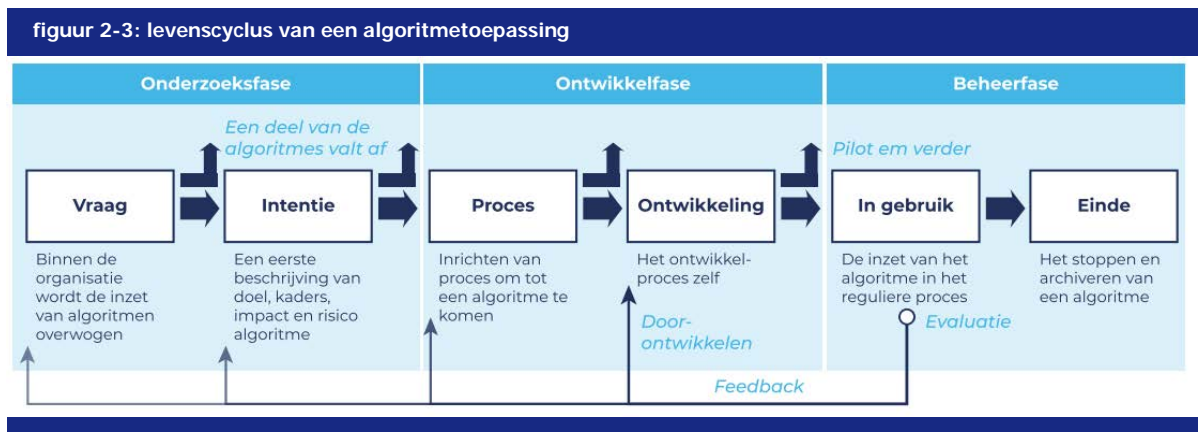 figuur 2-3: levenscyclus van een algoritmetoepassing
Onderzoeksfase
Ontwikkelfase
Beheerfase
Een deel van de
algoritmes valt af
Pilot em verder
Vraag
Intentie
Proces
Ontwikkeling
In gebruik
Einde
Binnen de
organisatie
wordt de inzet
van algoritmen
overwogen
Een eerste
beschrijving van
doel, kaders,
impact en risico
algoritme
Inrichten van
proces om tot
een algoritme te
komen
Het ontwikkel-
proces zelf
De inzet van het
algoritme in het
reguliere proces
Het stoppen en
archiveren van
een algoritme
Door-
ontwikkelen
Evaluatie
Feedback